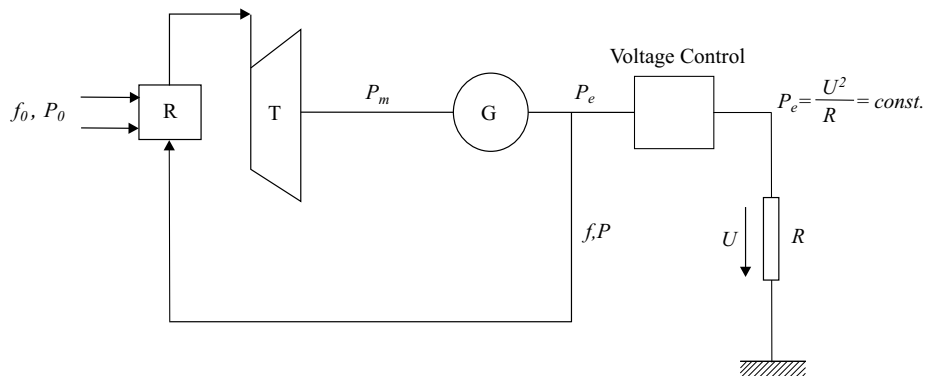 Voltage Control
f₀, P₀
R
T
Pₘ
G
Pₑ
Pₑ = U²/R = const.
f,P
U
R